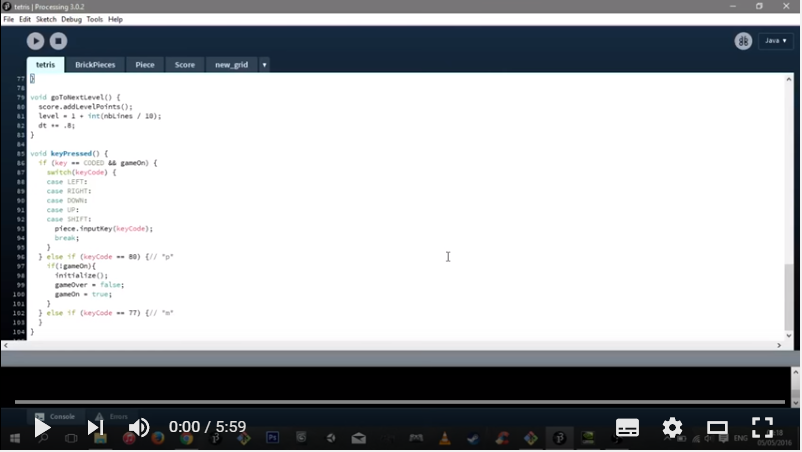 tetris | Processing 3.0.2
File Edit Sketch Debug Tools Help
Java ▾
tetris BrickPieces Piece Score new_grid ▾
77 }
78
79 void goToNextLevel() {
80 score.addLevelPoints();
81 level = 1 + int(nbLines / 10);
82 dt *= .8;
83 }
84
85 void keyPressed() {
86 if (key == CODED && gameOn) {
87 switch(keyCode) {
88 case LEFT:
89 case RIGHT:
90 case DOWN:
91 case UP:
92 case SHIFT:
93 piece.inputKey(keyCode);
94 break;
95 }
96 } else if (keyCode == 80) {// "p"
97 if(!gameOn){
98 initialize();
99 gameOver = false;
100 gameOn = true;
101 }
102 } else if (keyCode == 77) {// "m"
103 }
104 }
Console Errors
0:00 / 5:59
ENG
05/05/2016